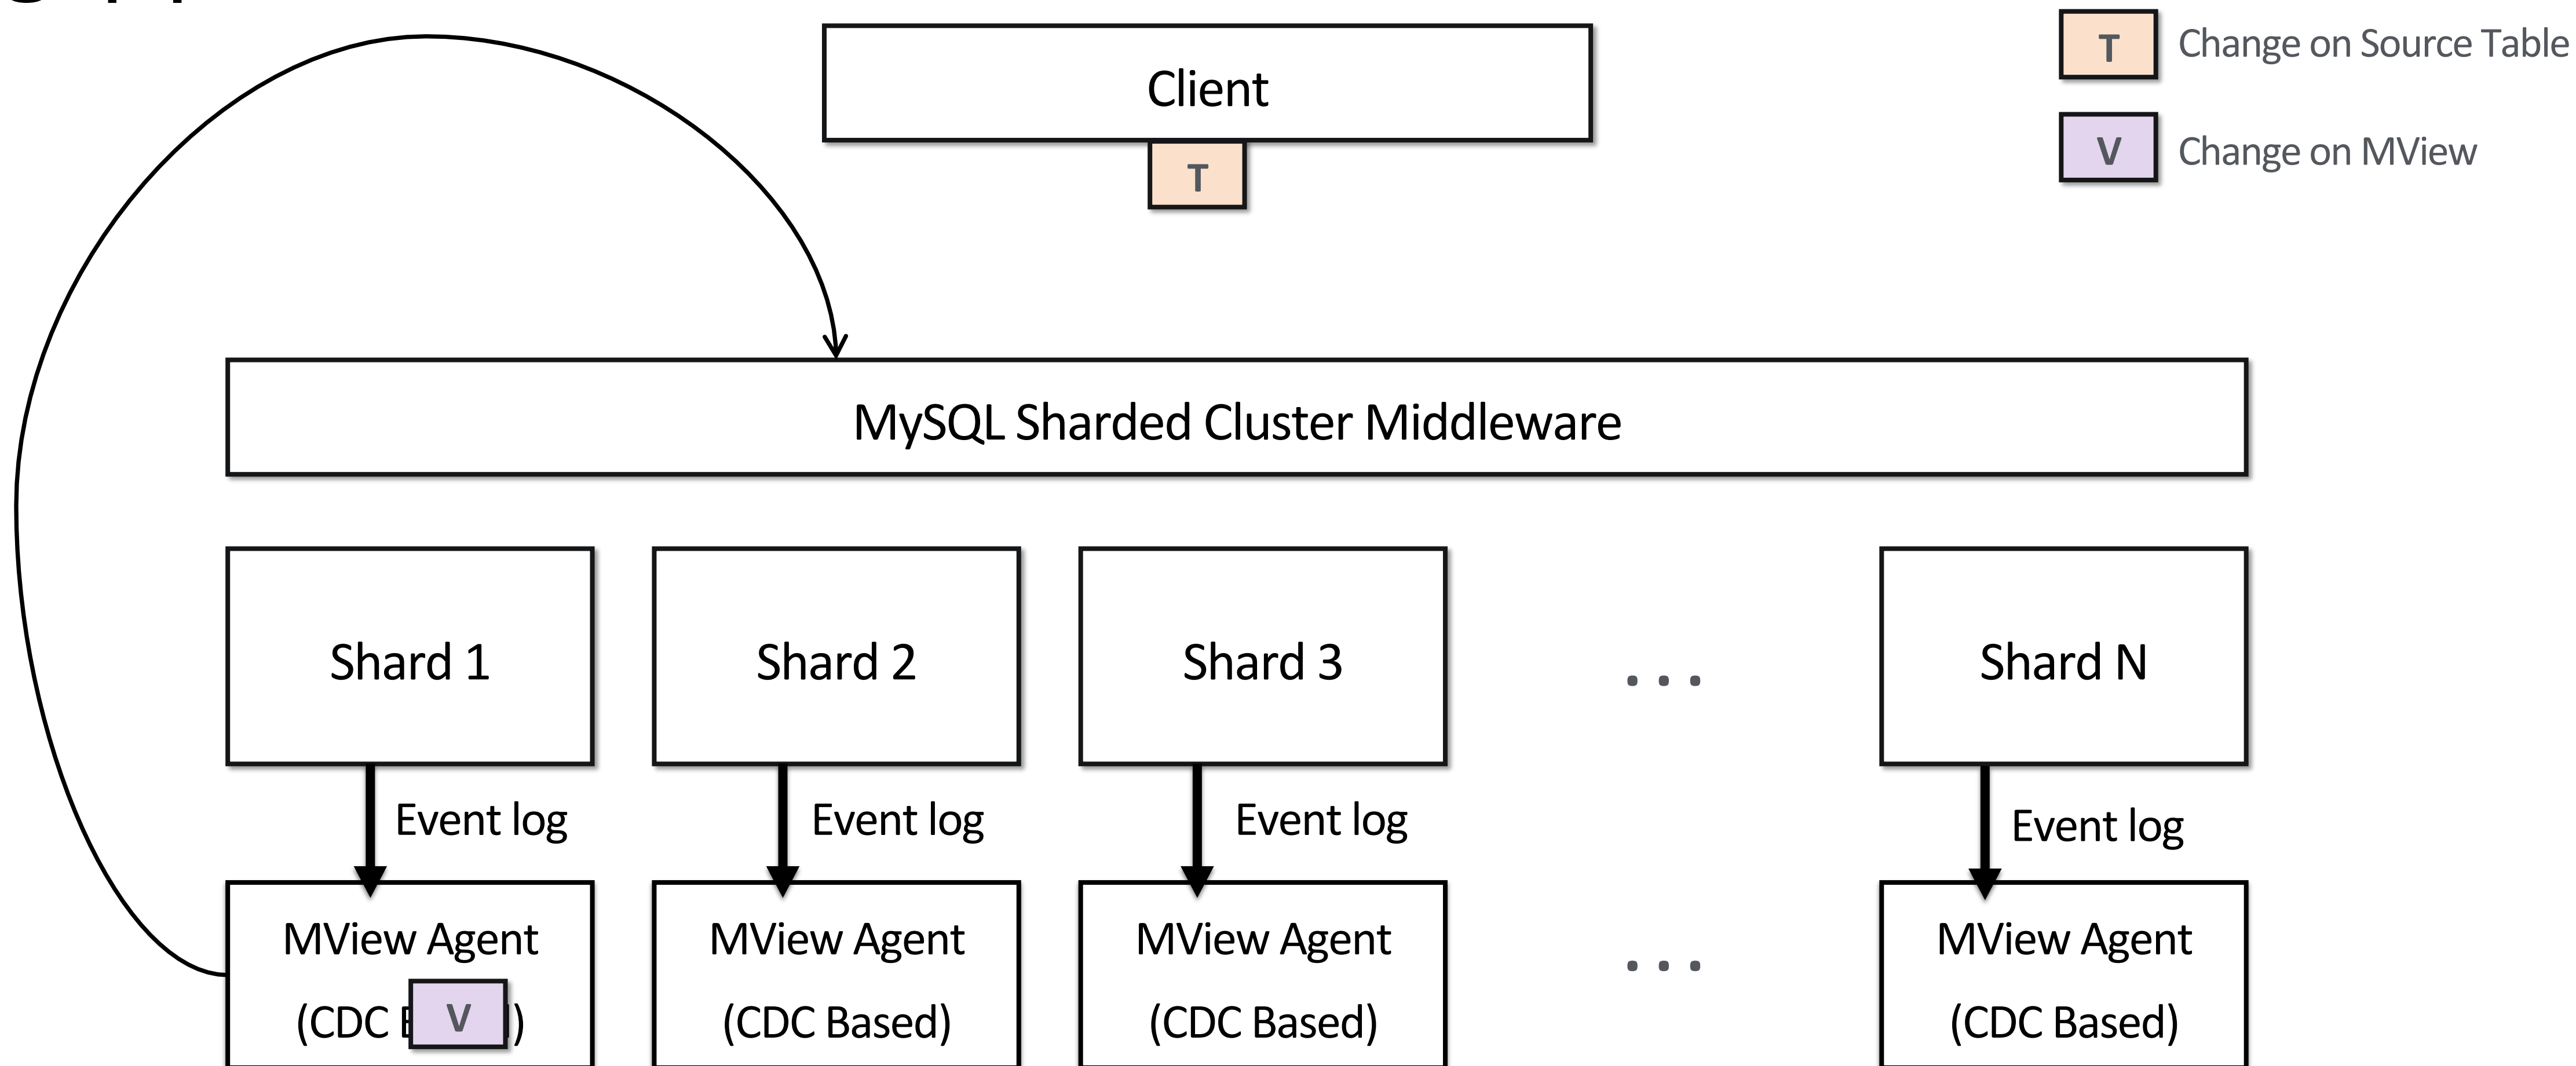 Client
T
T Change on Source Table
V Change on MView
MySQL Sharded Cluster Middleware
Shard 1
Shard 2
Shard 3
...
Shard N
Event log
Event log
Event log
Event log
MView Agent
(CDC
V
)
MView Agent
(CDC Based)
MView Agent
(CDC Based)
...
MView Agent
(CDC Based)